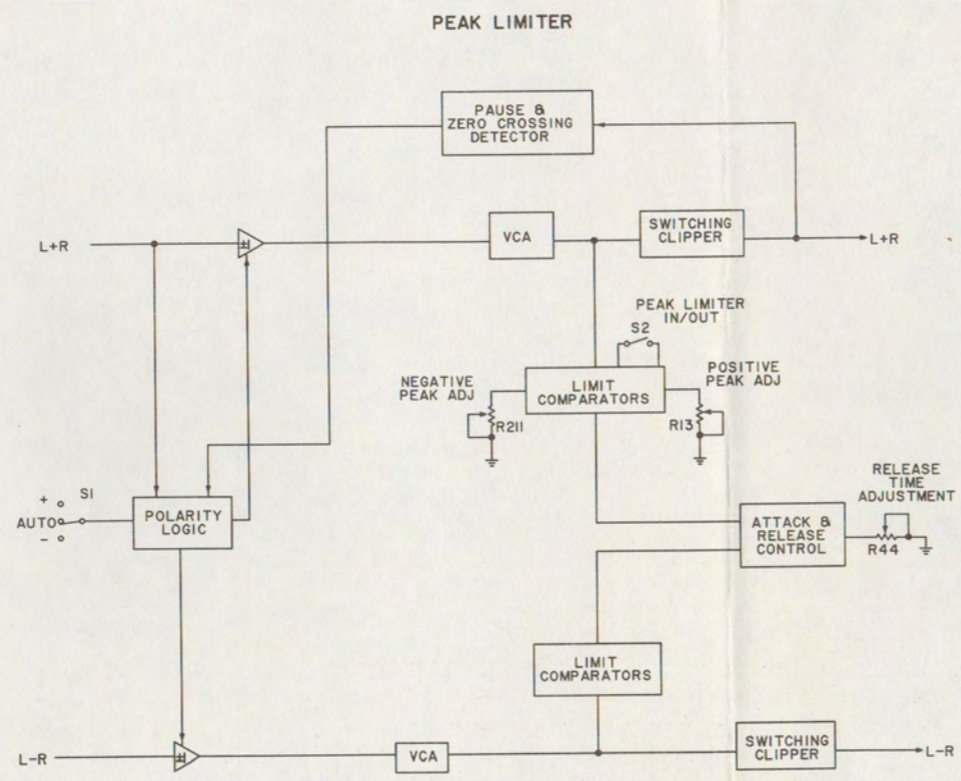 PEAK LIMITER
PAUSE &
ZERO CROSSING
DETECTOR
L+R
±
VCA
SWITCHING
CLIPPER
L+R
PEAK LIMITER
IN/OUT
S2
NEGATIVE
PEAK ADJ
LIMIT
COMPARATORS
POSITIVE
PEAK ADJ
R211
R13
+
S1
AUTO
-
POLARITY
LOGIC
RELEASE
TIME
ADJUSTMENT
ATTACK &
RELEASE
CONTROL
R44
LIMIT
COMPARATORS
L-R
±
VCA
SWITCHING
CLIPPER
L-R